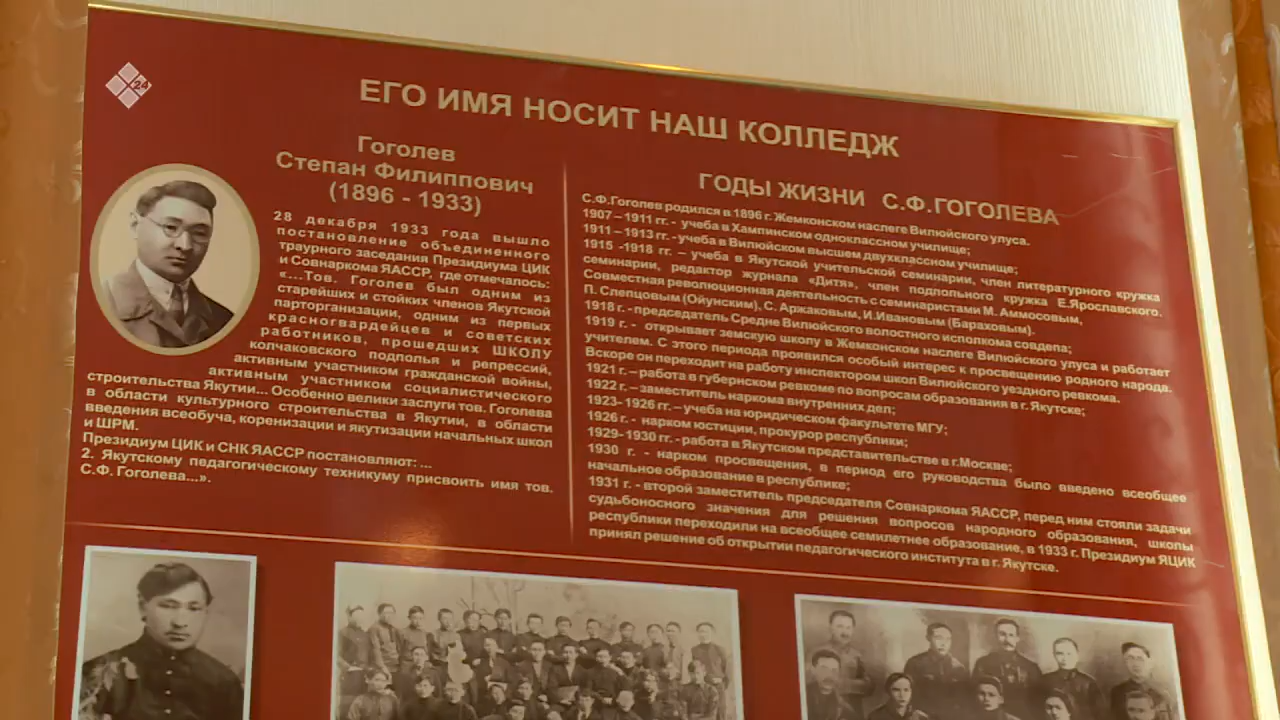 Х24
ЕГО ИМЯ НОСИТ НАШ КОЛЛЕДЖ
Гоголев
Степан Филиппович
(1896 - 1933)
28 декабря 1933 года вышло
постановление объединенного
траурного заседания Президиума ЦИК
и Совнаркома ЯАССР, где отмечалось:
«...Тов. Гоголев был одним из
старейших и стойких членов Якутской
парторганизации, одним из первых
красногвардейцев и советских
работников, прошедших ШКОЛУ
колчаковского подполья и репрессий,
активным участником гражданской войны,
активным участником социалистического
строительства Якутии... Особенно велики заслуги тов. Гоголева
в области культурного строительства в Якутии, в области
введения всеобуча, коренизации и якутизации начальных школ
и ШРМ.
Президиум ЦИК и СНК ЯАССР постановляют: ...
2. Якутскому педагогическому техникуму присвоить имя тов.
С.Ф. Гоголева...».
ГОДЫ ЖИЗНИ С.Ф.ГОГОЛЕВА
С.Ф.Гоголев родился в 1896 г. Жемконском наслеге Вилюйского улуса.
1907 – 1911 гг. - учеба в Хампинском одноклассном училище;
1911 – 1913 гг. - учеба в Вилюйском высшем двухклассном училище;
1915 -1918 гг. – учеба в Якутской учительской семинарии, член литературного кружка
семинарии, редактор журнала «Дитя», член подпольного кружка Е.Ярославского.
Совместная революционная деятельность с семинаристами М. Аммосовым,
П. Слепцовым (Ойунским), С. Аржаковым, И.Ивановым (Бараховым).
1918 г. - председатель Средне Вилюйского волостного исполкома совдепа;
1919 г. - открывает земскую школу в Жемконском наслеге Вилюйского улуса и работает
учителем. С этого периода проявился особый интерес к просвещению родного народа.
Вскоре он переходит на работу инспектором школ Вилюйского уездного ревкома.
1921 г. – работа в губернском ревкоме по вопросам образования в г. Якутске;
1922 г. – заместитель наркома внутренних дел;
1923- 1926 гг. – учеба на юридическом факультете МГУ;
1926 г. - нарком юстиции, прокурор республики;
1929- 1930 гг. - работа в Якутском представительстве в г.Москве;
1930 г. - нарком просвещения, в период его руководства было введено всеобщее
начальное образование в республике;
1931 г. - второй заместитель председателя Совнаркома ЯАССР, перед ним стояли задачи
судьбоносного значения для решения вопросов народного образования, школы
республики переходили на всеобщее семилетнее образование, в 1933 г. Президиум ЯЦИК
принял решение об открытии педагогического института в г. Якутске.